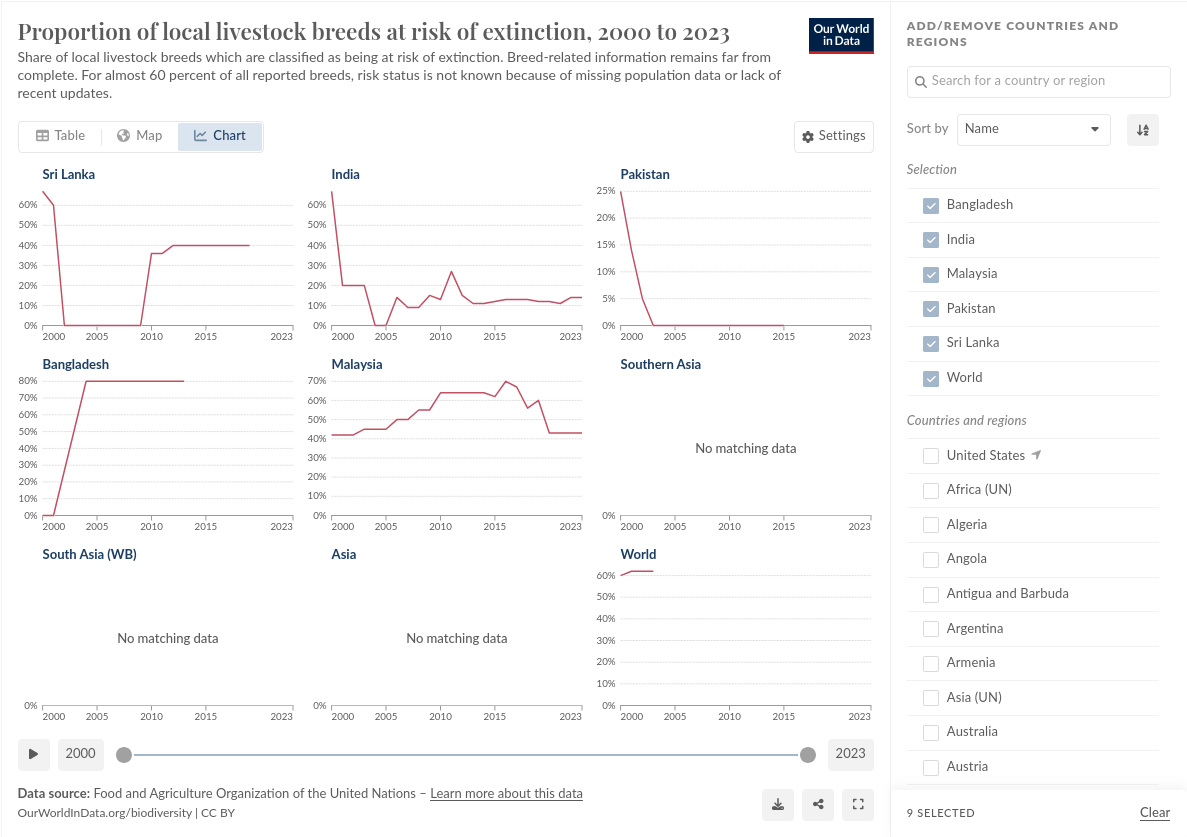 Proportion of local livestock breeds at risk of extinction, 2000 to 2023
Our World
in Data
Share of local livestock breeds which are classified as being at risk of extinction. Breed-related information remains far from
complete. For almost 60 percent of all reported breeds, risk status is not known because of missing population data or lack of
recent updates.
Table
Map
Chart
Settings
Sri Lanka
60%
50%
40%
30%
20%
10%
0%
2000 2005 2010 2015 2023
India
60%
50%
40%
30%
20%
10%
0%
2000 2005 2010 2015 2023
Pakistan
25%
20%
15%
10%
5%
0%
2000 2005 2010 2015 2023
Bangladesh
80%
70%
60%
50%
40%
30%
20%
10%
0%
2000 2005 2010 2015 2023
Malaysia
70%
60%
50%
40%
30%
20%
10%
0%
2000 2005 2010 2015 2023
Southern Asia
No matching data
0%
2000 2005 2010 2015 2023
South Asia (WB)
No matching data
0%
2000 2005 2010 2015 2023
Asia
No matching data
0%
2000 2005 2010 2015 2023
World
60%
50%
40%
30%
20%
10%
0%
2000 2005 2010 2015 2023
2000
2023
Data source: Food and Agriculture Organization of the United Nations – Learn more about this data
OurWorldInData.org/biodiversity | CC BY
ADD/REMOVE COUNTRIES AND
REGIONS
Search for a country or region
Sort by
Name
Selection
Bangladesh
India
Malaysia
Pakistan
Sri Lanka
World
Countries and regions
United States
Africa (UN)
Algeria
Angola
Antigua and Barbuda
Argentina
Armenia
Asia (UN)
Australia
Austria
9 SELECTED
Clear